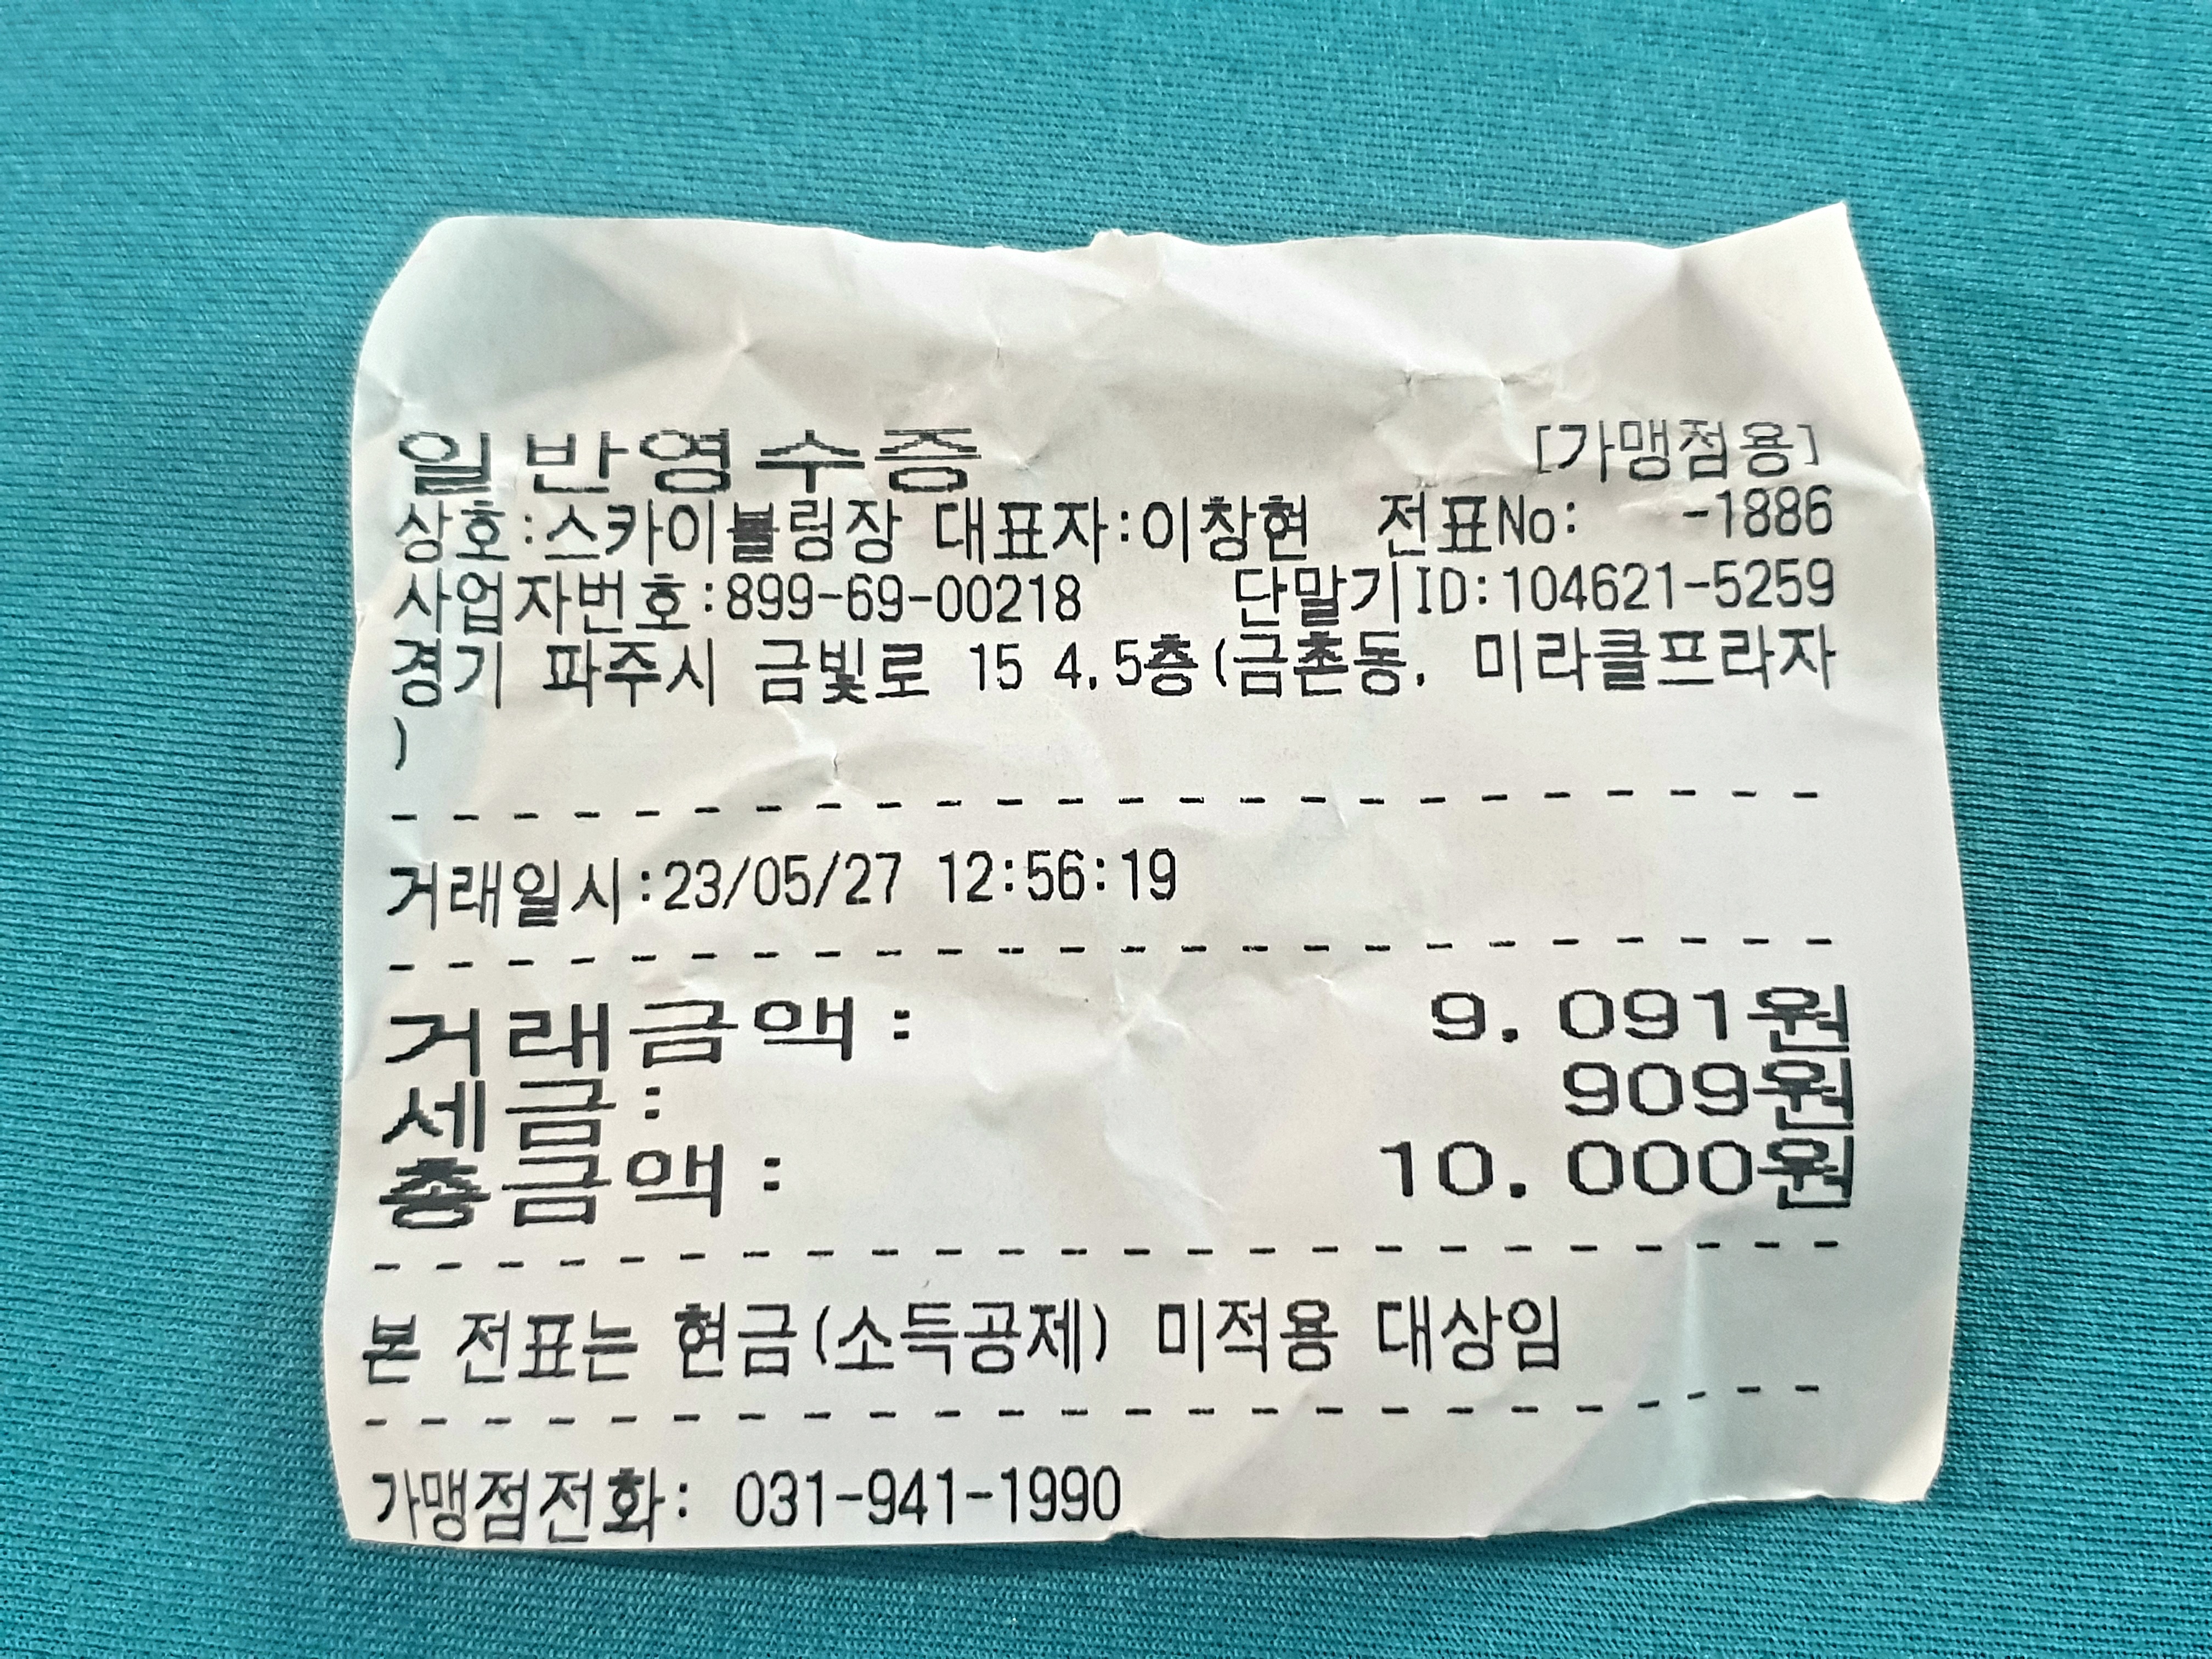 일반영수증 [가맹점용]
상호:스카이볼링장 대표자:이창현 전표No: -1886
사업자번호:899-69-00218 단말기ID:104621-5259
경기 파주시 금빛로 15 4,5층(금촌동, 미라클프라자
)
거래일시:23/05/27 12:56:19
거래금액: 9,091원
세금: 909원
총금액: 10,000원
본 전표는 현금(소득공제) 미적용 대상임
가맹점전화: 031-941-1990